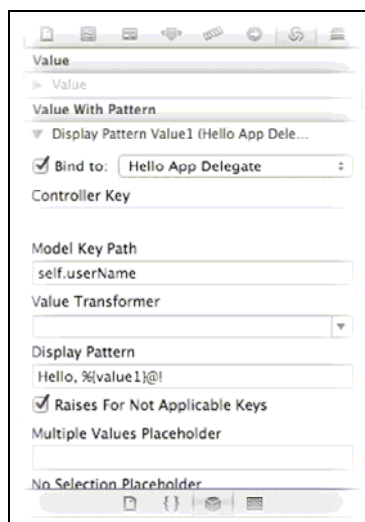 Value
Value
Value With Pattern
Display Pattern Value1 (Hello App Dele...
Bind to: Hello App Delegate
Controller Key
Model Key Path
self.userName
Value Transformer
Display Pattern
Hello, %{value1}@!
Raises For Not Applicable Keys
Multiple Values Placeholder
No Selection Placeholder
{ }